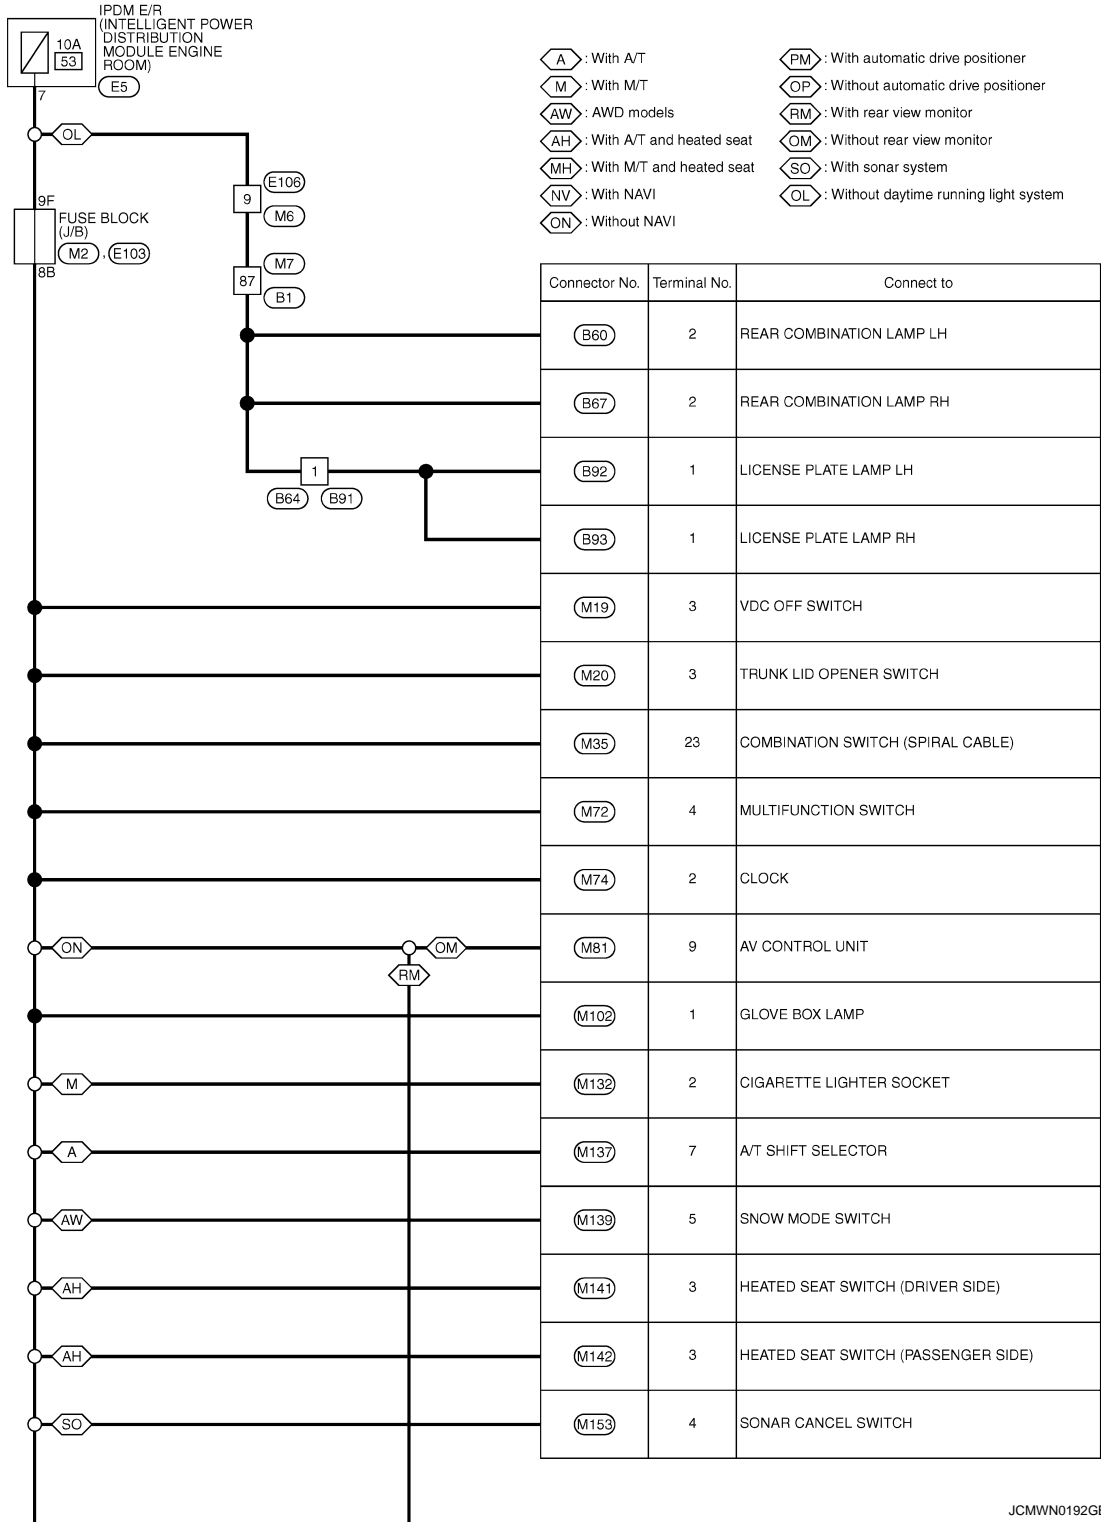 IPDM E/R
(INTELLIGENT POWER
DISTRIBUTION
MODULE ENGINE
ROOM)
10A
53
E5
7
OL
9F
FUSE BLOCK
(J/B)
M2 , E103
8B
9
E106
M6
87
M7
B1
1
B64 B91
A : With A/T
M : With M/T
AW : AWD models
AH : With A/T and heated seat
MH : With M/T and heated seat
NV : With NAVI
ON : Without NAVI
PM : With automatic drive positioner
OP : Without automatic drive positioner
RM : With rear view monitor
OM : Without rear view monitor
SO : With sonar system
OL : Without daytime running light system
Connector No. Terminal No. Connect to
B60 2 REAR COMBINATION LAMP LH
B67 2 REAR COMBINATION LAMP RH
B92 1 LICENSE PLATE LAMP LH
B93 1 LICENSE PLATE LAMP RH
M19 3 VDC OFF SWITCH
M20 3 TRUNK LID OPENER SWITCH
M35 23 COMBINATION SWITCH (SPIRAL CABLE)
M72 4 MULTIFUNCTION SWITCH
M74 2 CLOCK
ON OM M81 9 AV CONTROL UNIT
RM
M102 1 GLOVE BOX LAMP
M M132 2 CIGARETTE LIGHTER SOCKET
A M137 7 A/T SHIFT SELECTOR
AW M139 5 SNOW MODE SWITCH
AH M141 3 HEATED SEAT SWITCH (DRIVER SIDE)
AH M142 3 HEATED SEAT SWITCH (PASSENGER SIDE)
SO M153 4 SONAR CANCEL SWITCH